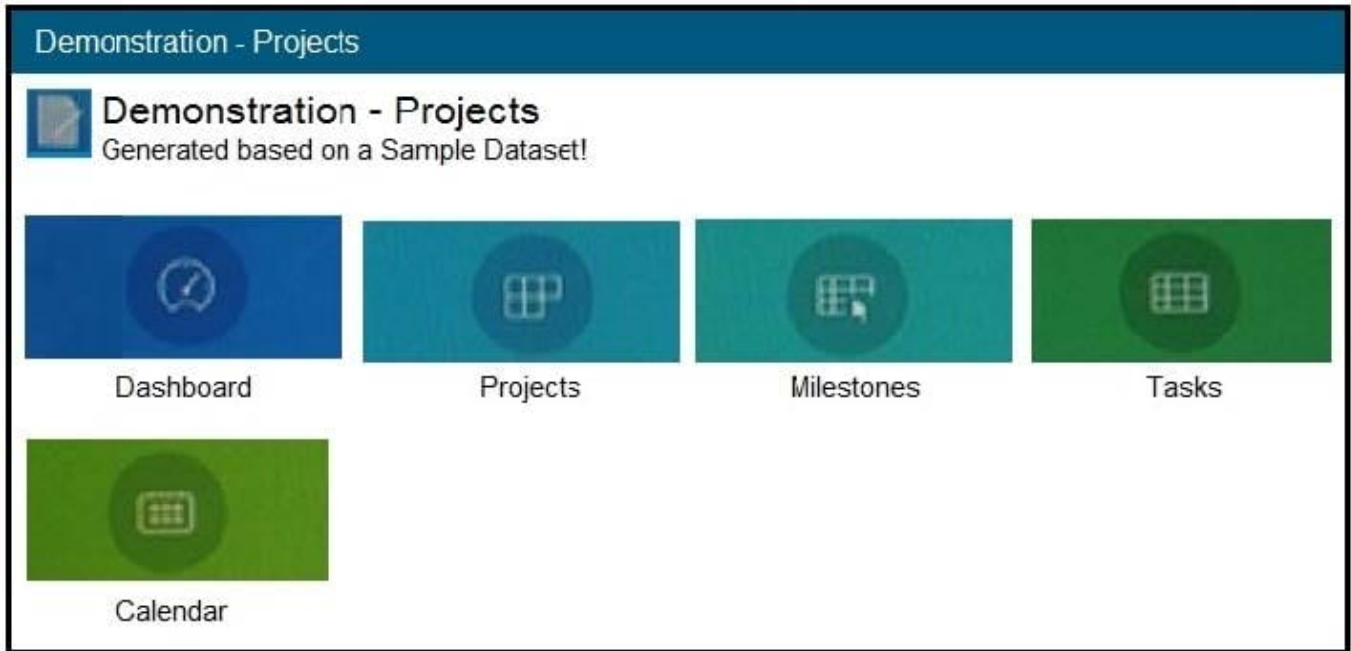 Demonstration - Projects
Demonstration - Projects
Generated based on a Sample Dataset!
Dashboard
Projects
Milestones
Tasks
Calendar